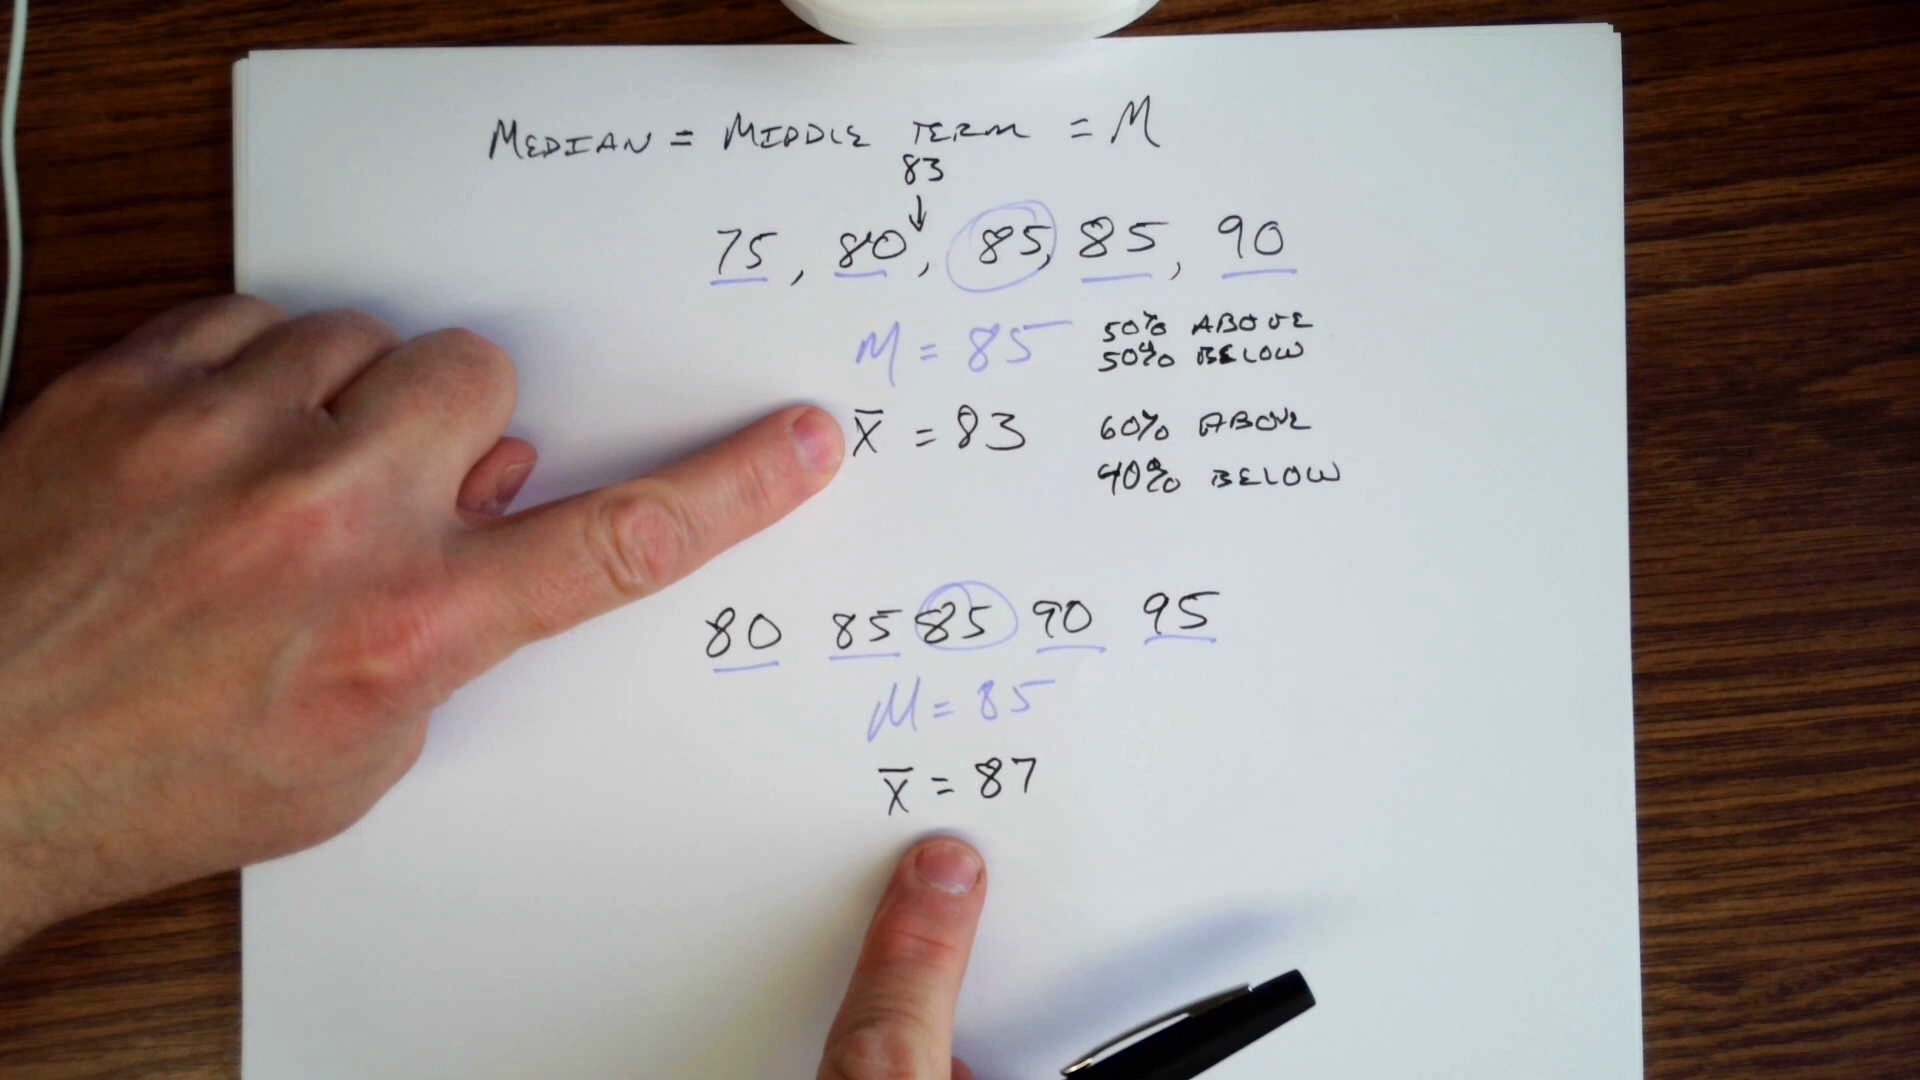 MEDIAN = MIDDLE TERM = M
83
↓
75, 80, 85, 85, 90
M = 85
50% ABOVE
50% BELOW
x̄ = 83
60% ABOVE
40% BELOW
80 85 85 90 95
M = 85
x̄ = 87